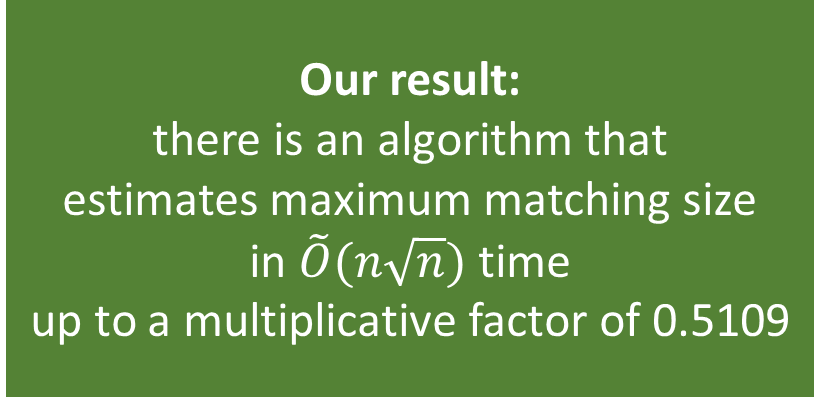 Our result:
there is an algorithm that
estimates maximum matching size
in Õ(n√n) time
up to a multiplicative factor of 0.5109